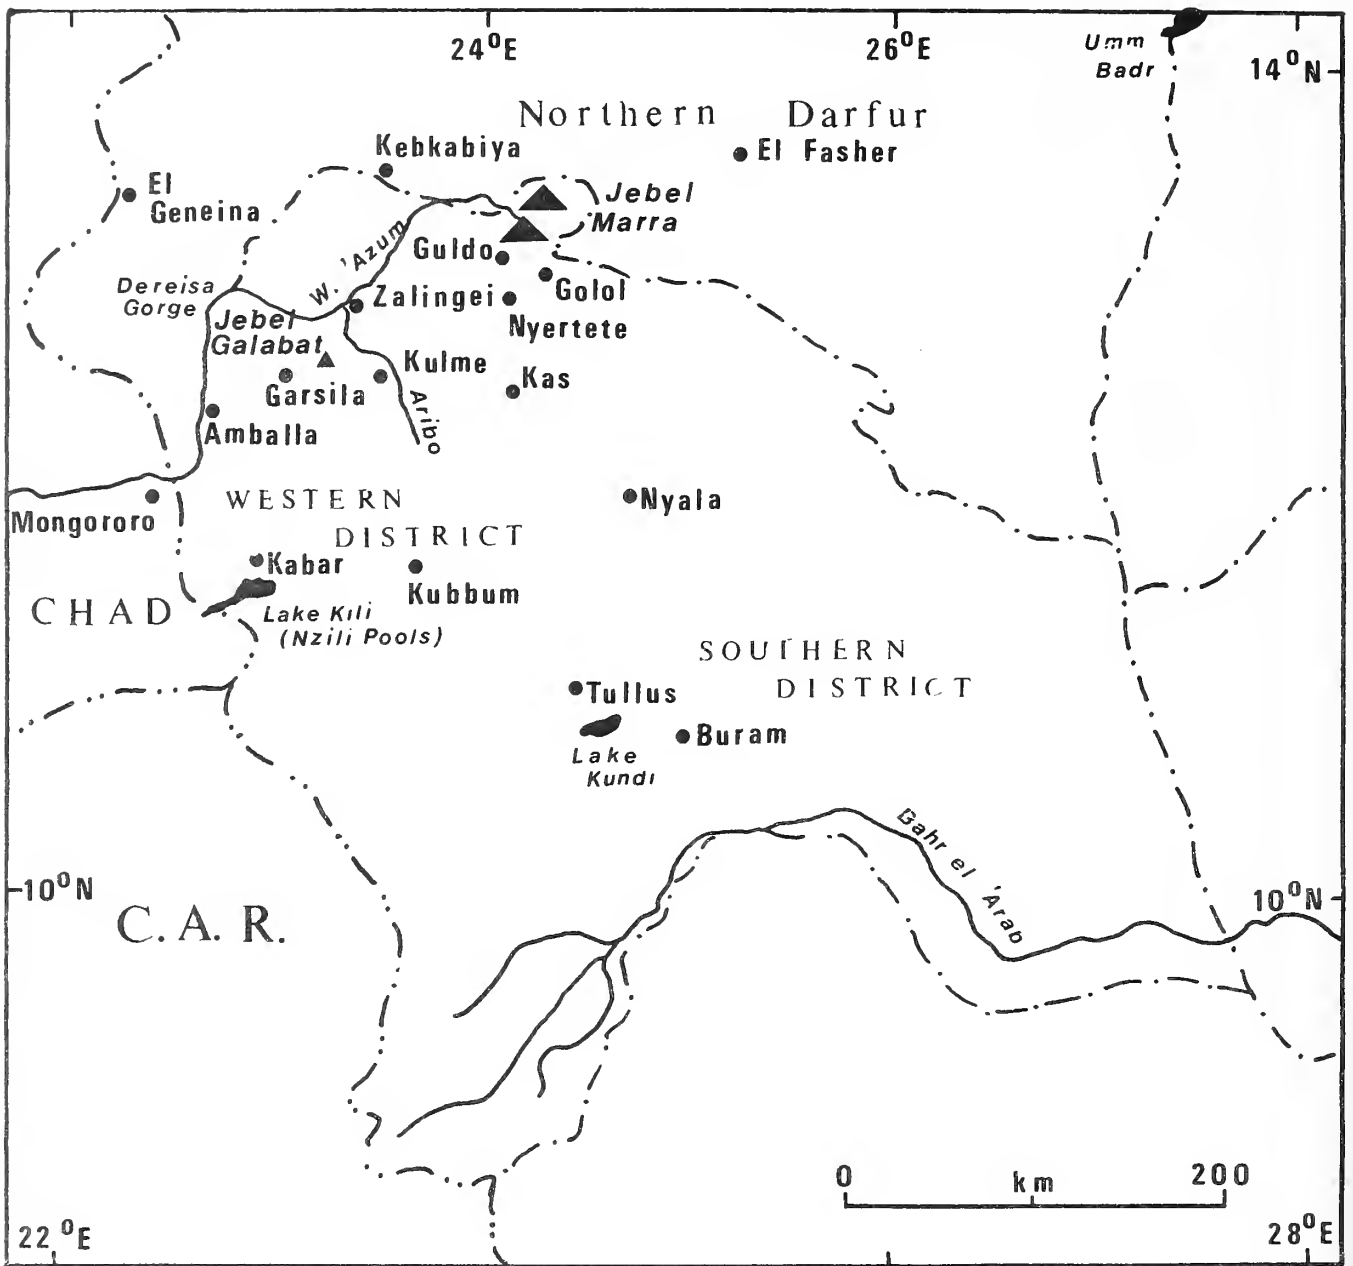 24°E
26°E
Umm
Badr
14°N
Northern Darfur
Kebkabiya
El Fasher
El
Geneina
Jebel
Marra
W. 'Azum
Guldo
Golol
Dereisa
Gorge
Zalingei
Nyertete
Jebel
Galabat
Kulme
Kas
Garsila
Aribo
Amballa
WESTERN
DISTRICT
Nyala
Mongororo
Kabar
Kubbum
CHAD
Lake Kili
(Nzili Pools)
SOUTHERN
DISTRICT
Tullus
Buram
Lake
Kundi
Bahr el 'Arab
10°N
10°N
C.A.R.
0
200
km
22°E
28°E